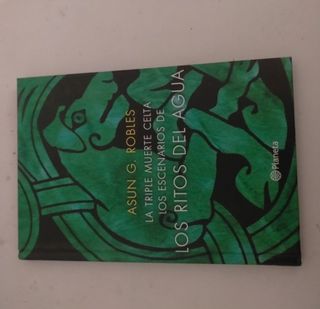 ASUN G. ROBLES
LA TRIPLE MUERTE CELTA
LOS ESCENARIOS DE
LOS RITOS DEL AGUA
Planeta